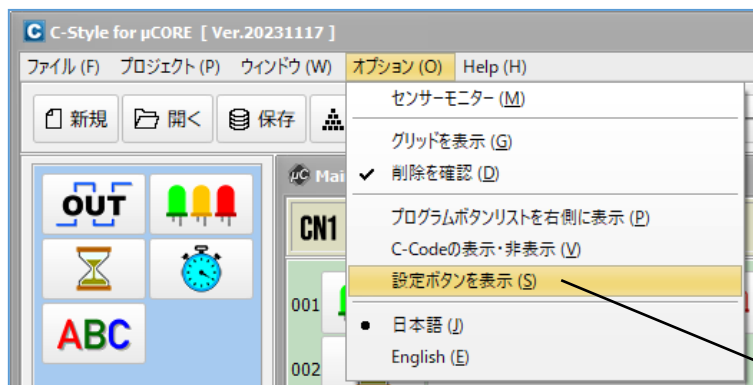 C-Style for μCORE [ Ver.20231117 ]
ファイル (F) プロジェクト (P) ウィンドウ (W) オプション (O) Help (H)
新規 開く 保存
センサーモニター (M)
グリッドを表示 (G)
削除を確認 (D)
プログラムボタンリストを右側に表示 (P)
C-Codeの表示・非表示 (V)
設定ボタンを表示 (S)
日本語 (J)
English (E)
OUT
ABC
μC Mai
CN1
001
002